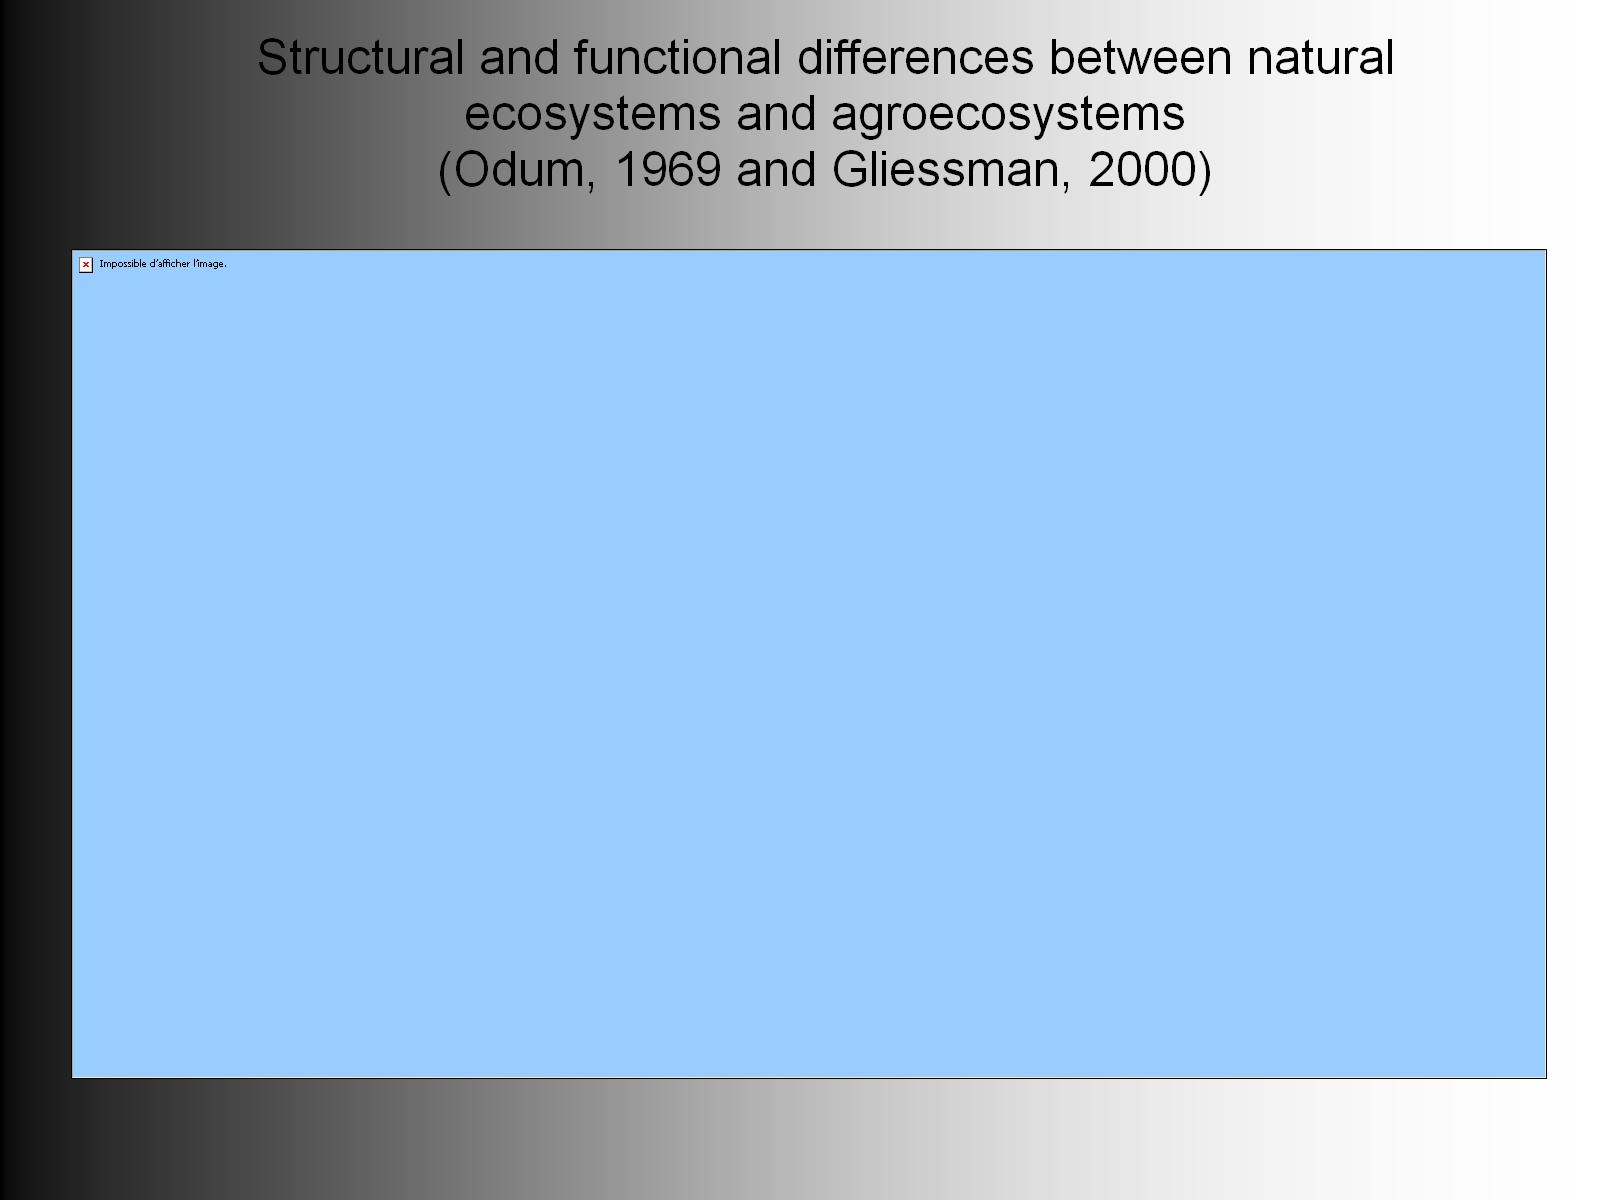 Structural and functional differences between natural
ecosystems and agroecosystems
(Odum, 1969 and Gliessman, 2000)
Impossible d'afficher l'image.